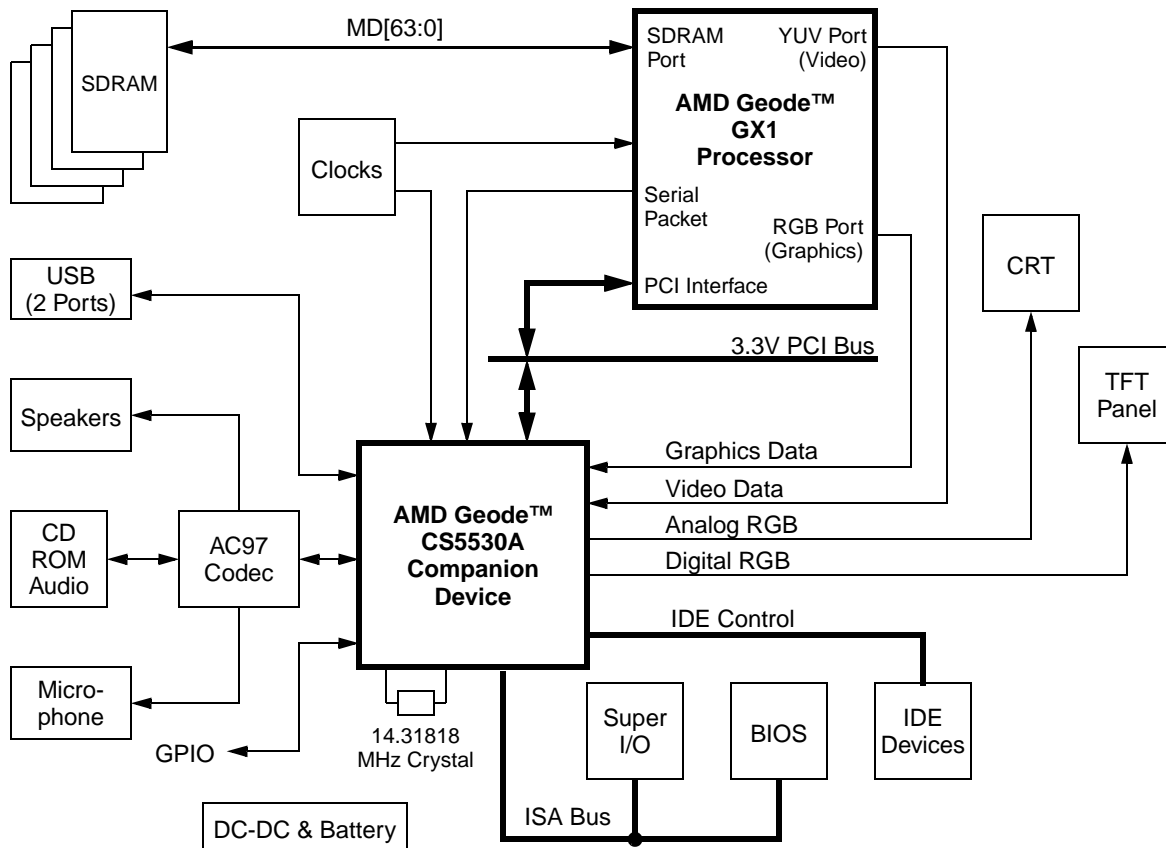 MD[63:0]
SDRAM
SDRAM
Port
YUV Port
(Video)
AMD Geode™
GX1
Processor
Clocks
Serial
Packet
RGB Port
(Graphics)
PCI Interface
CRT
USB
(2 Ports)
3.3V PCI Bus
TFT
Panel
Speakers
Graphics Data
Video Data
Analog RGB
Digital RGB
AMD Geode™
CS5530A
Companion
Device
CD
ROM
Audio
AC97
Codec
IDE Control
Micro-
phone
GPIO
14.31818
MHz Crystal
Super
I/O
BIOS
IDE
Devices
ISA Bus
DC-DC & Battery